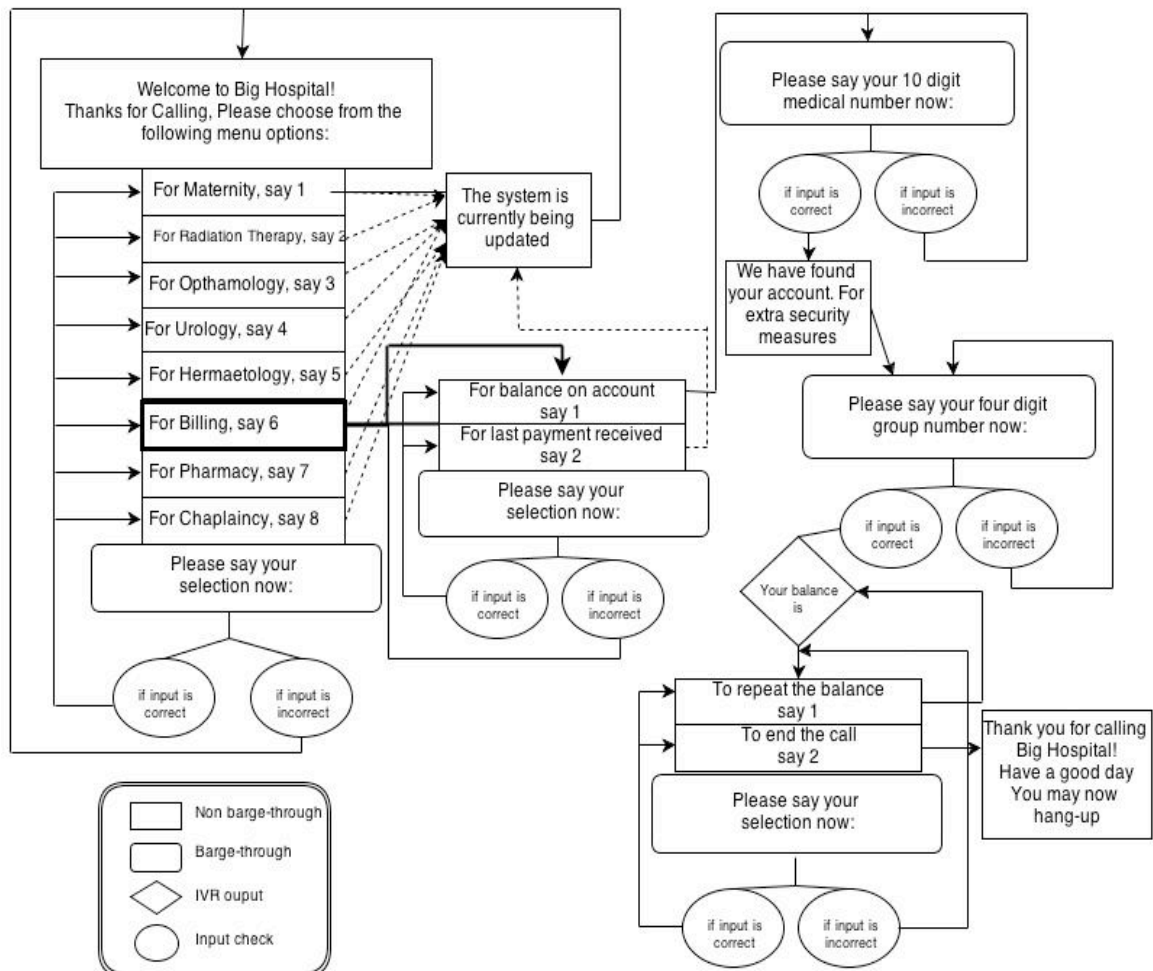 Welcome to Big Hospital!
Thanks for Calling, Please choose from the
following menu options:
For Maternity, say 1
For Radiation Therapy, say 2
For Opthamology, say 3
For Urology, say 4
For Hermaetology, say 5
For Billing, say 6
For Pharmacy, say 7
For Chaplaincy, say 8
Please say your
selection now:
if input is
correct
if input is
incorrect
The system is
currently being
updated
For balance on account
say 1
For last payment received
say 2
Please say your
selection now:
if input is
correct
if input is
incorrect
Please say your 10 digit
medical number now:
if input is
correct
if input is
incorrect
We have found
your account. For
extra security
measures
Please say your four digit
group number now:
if input is
correct
if input is
incorrect
Your balance
is
To repeat the balance
say 1
To end the call
say 2
Please say your
selection now:
if input is
correct
if input is
incorrect
Thank you for calling
Big Hospital!
Have a good day
You may now
hang-up
Non barge-through
Barge-through
IVR ouput
Input check